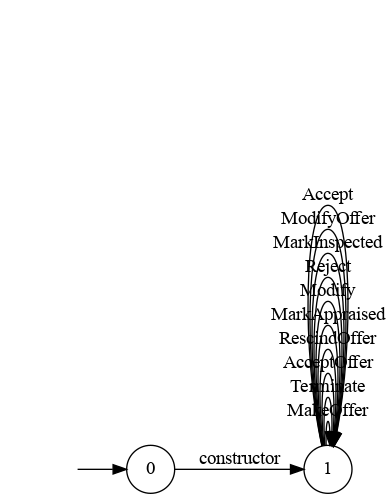 Accept
ModifyOffer
MarkInspected
Reject
Modify
MarkAppraised
RescindOffer
AcceptOffer
Terminate
MakeOffer
0 constructor 1